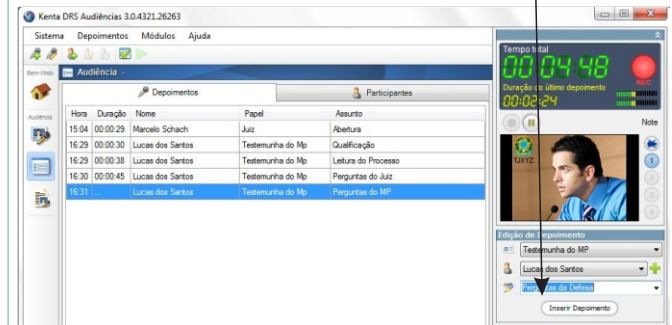 Kenta DRS Audiências 3.0.4321.26263
Sistema Depoimentos Módulos Ajuda
Bem-Vindo
Audiência -
Depoimentos
Participantes
Audiência
Hora Duração Nome Papel Assunto
15:04 00:00:29 Marcelo Schach Juiz Abertura
16:29 00:00:30 Lucas dos Santos Testemunha do Mp Qualificação
16:29 00:00:38 Lucas dos Santos Testemunha do Mp Leitura do Processo
16:30 00:00:45 Lucas dos Santos Testemunha do Mp Perguntas do Juiz
16:31 ... Lucas dos Santos Testemunha do Mp Perguntas do MP
Tempo total
00:04:48
REC
Duração do último depoimento
00:02:24
Note
TJXYZ
1
Edição de Depoimento
Testemunha do MP
Lucas dos Santos
Perguntas da Defesa
Inserir Depoimento